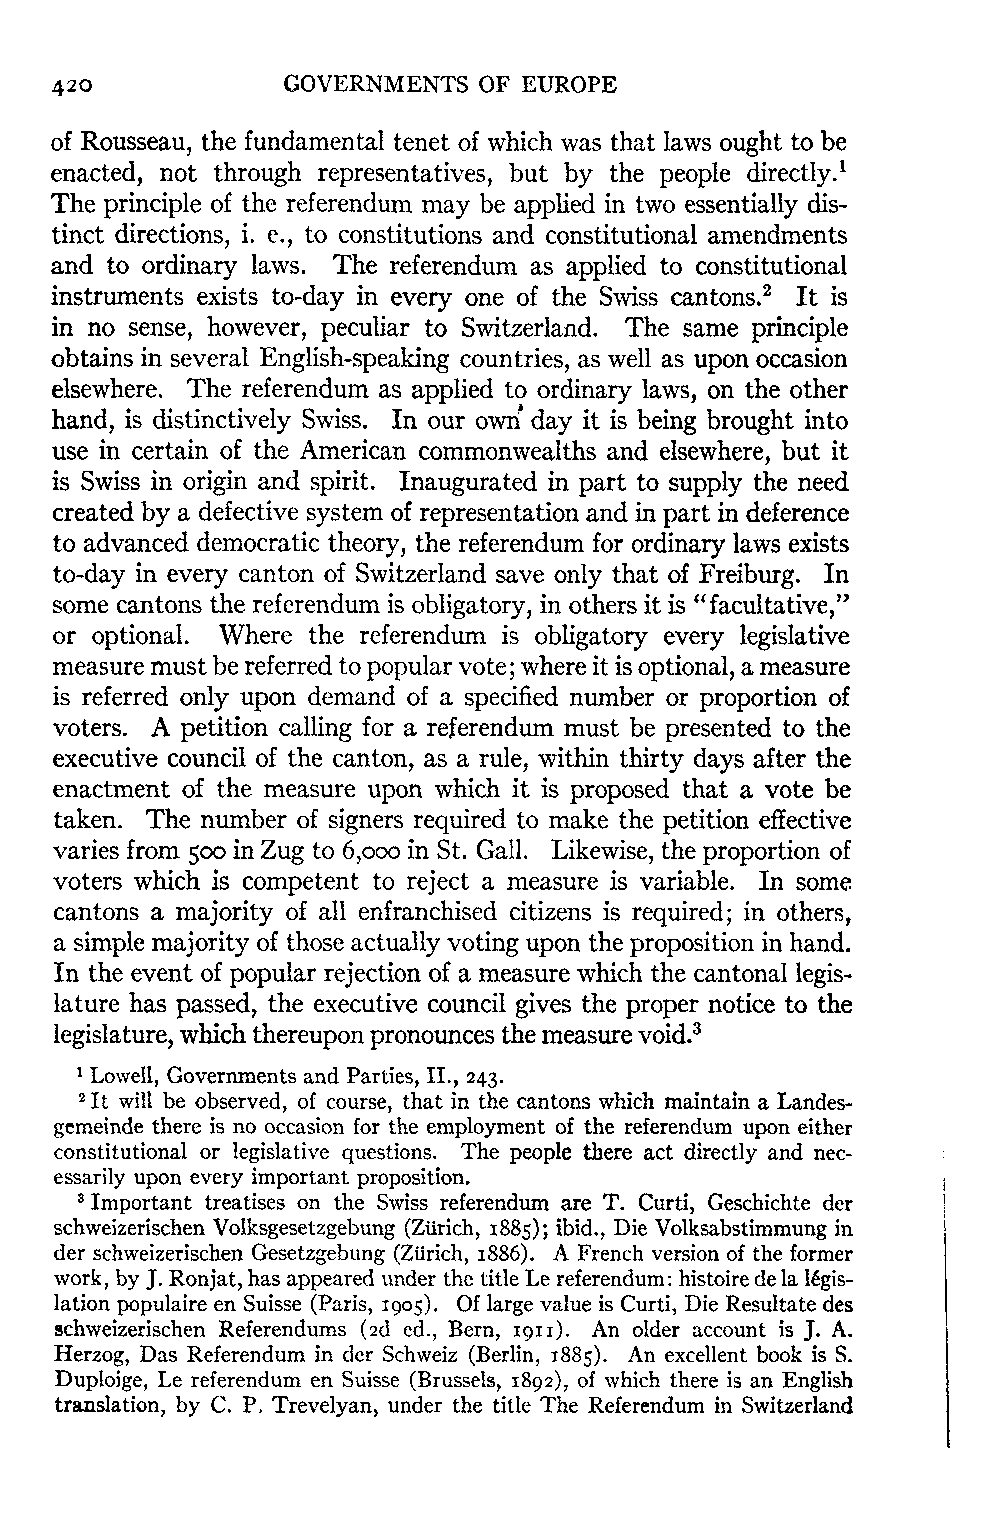 420 GOVERNMENTS OF EUROPE
of Rousseau, the fundamental tenet of which was that laws ought to be
enacted, not through representatives, but by the people directly.¹
The principle of the referendum may be applied in two essentially dis-
tinct directions, i. e., to constitutions and constitutional amendments
and to ordinary laws. The referendum as applied to constitutional
instruments exists to-day in every one of the Swiss cantons.² It is
in no sense, however, peculiar to Switzerland. The same principle
obtains in several English-speaking countries, as well as upon occasion
elsewhere. The referendum as applied to ordinary laws, on the other
hand, is distinctively Swiss. In our own day it is being brought into
use in certain of the American commonwealths and elsewhere, but it
is Swiss in origin and spirit. Inaugurated in part to supply the need
created by a defective system of representation and in part in deference
to advanced democratic theory, the referendum for ordinary laws exists
to-day in every canton of Switzerland save only that of Freiburg. In
some cantons the referendum is obligatory, in others it is "facultative,"
or optional. Where the referendum is obligatory every legislative
measure must be referred to popular vote; where it is optional, a measure
is referred only upon demand of a specified number or proportion of
voters. A petition calling for a referendum must be presented to the
executive council of the canton, as a rule, within thirty days after the
enactment of the measure upon which it is proposed that a vote be
taken. The number of signers required to make the petition effective
varies from 500 in Zug to 6,000 in St. Gall. Likewise, the proportion of
voters which is competent to reject a measure is variable. In some
cantons a majority of all enfranchised citizens is required; in others,
a simple majority of those actually voting upon the proposition in hand.
In the event of popular rejection of a measure which the cantonal legis-
lature has passed, the executive council gives the proper notice to the
legislature, which thereupon pronounces the measure void.³
¹ Lowell, Governments and Parties, II., 243.
² It will be observed, of course, that in the cantons which maintain a Landes-
gemeinde there is no occasion for the employment of the referendum upon either
constitutional or legislative questions. The people there act directly and nec-
essarily upon every important proposition.
³ Important treatises on the Swiss referendum are T. Curti, Geschichte der
schweizerischen Volksgesetzgebung (Zürich, 1885); ibid., Die Volksabstimmung in
der schweizerischen Gesetzgebung (Zürich, 1886). A French version of the former
work, by J. Ronjat, has appeared under the title Le referendum: histoire de la législ-
lation populaire en Suisse (Paris, 1905). Of large value is Curti, Die Resultate des
schweizerischen Referendums (2d ed., Bern, 1911). An older account is J. A.
Herzog, Das Referendum in der Schweiz (Berlin, 1885). An excellent book is S.
Duploige, Le referendum en Suisse (Brussels, 1892), of which there is an English
translation, by C. P. Trevelyan, under the title The Referendum in Switzerland